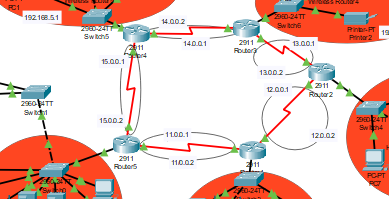 PC1
Wireless Router4
192.168.5.1
2960-24TT
Switch5
14.0.0.2
2960-24TT
Switch6
Printer-PT
Printer2
2911
14.0.0.1
2911
Router3
13.0.0.1
15.0.0.1
13.0.0.2
2911
Router2
2960-24TT
12.0.0.1
2960-24TT
Switch4
15.0.0.2
11.0.0.1
12.0.0.2
2911
Router5
11.0.0.2
2911
PC-PT
PC7